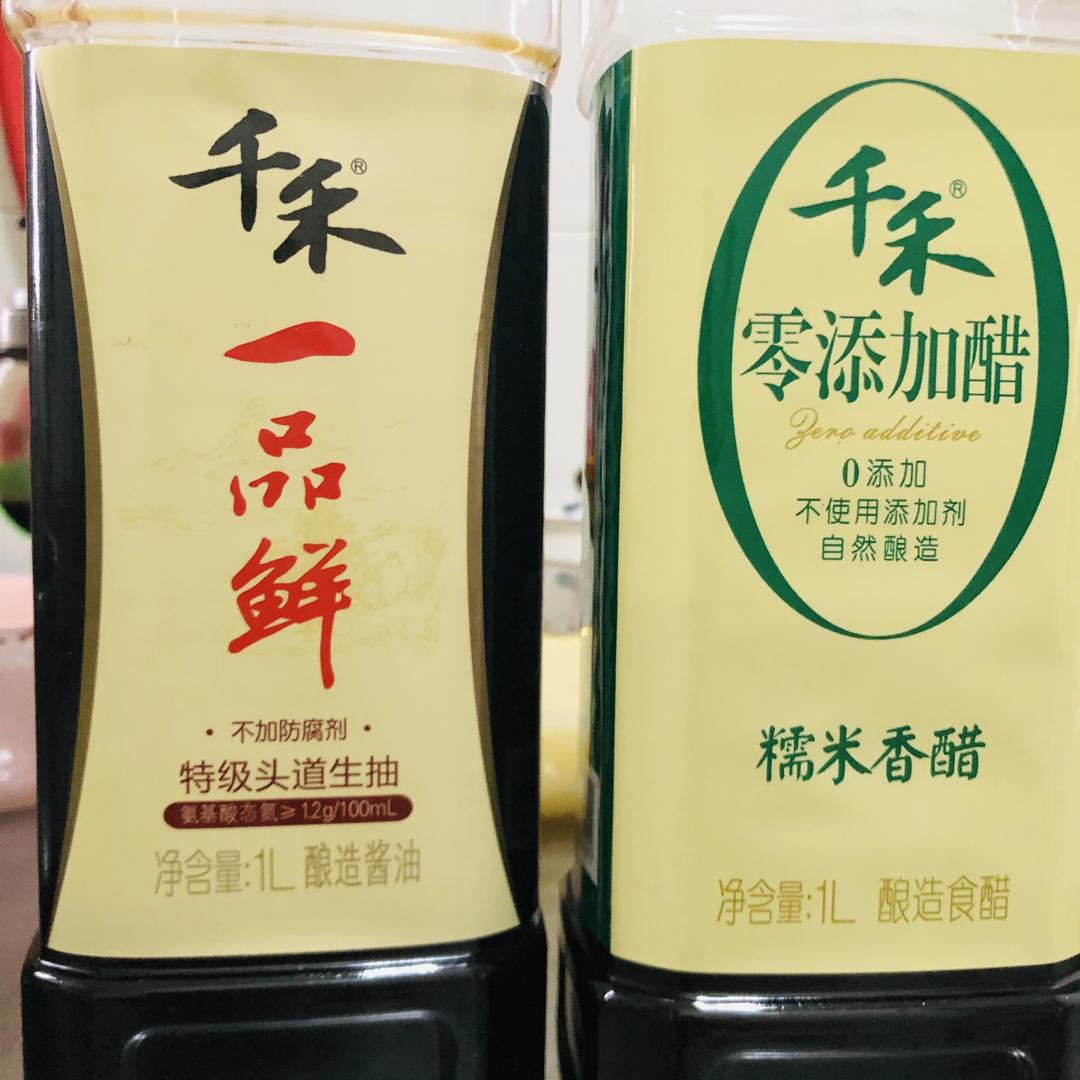 千禾®
一品鲜
· 不加防腐剂 ·
特级头道生抽
氨基酸态氮≥1.2g/100mL
净含量:1L 酿造酱油
千禾®
零添加醋
Zero additive
0添加
不使用添加剂
自然酿造
糯米香醋
净含量:1L 酿造食醋